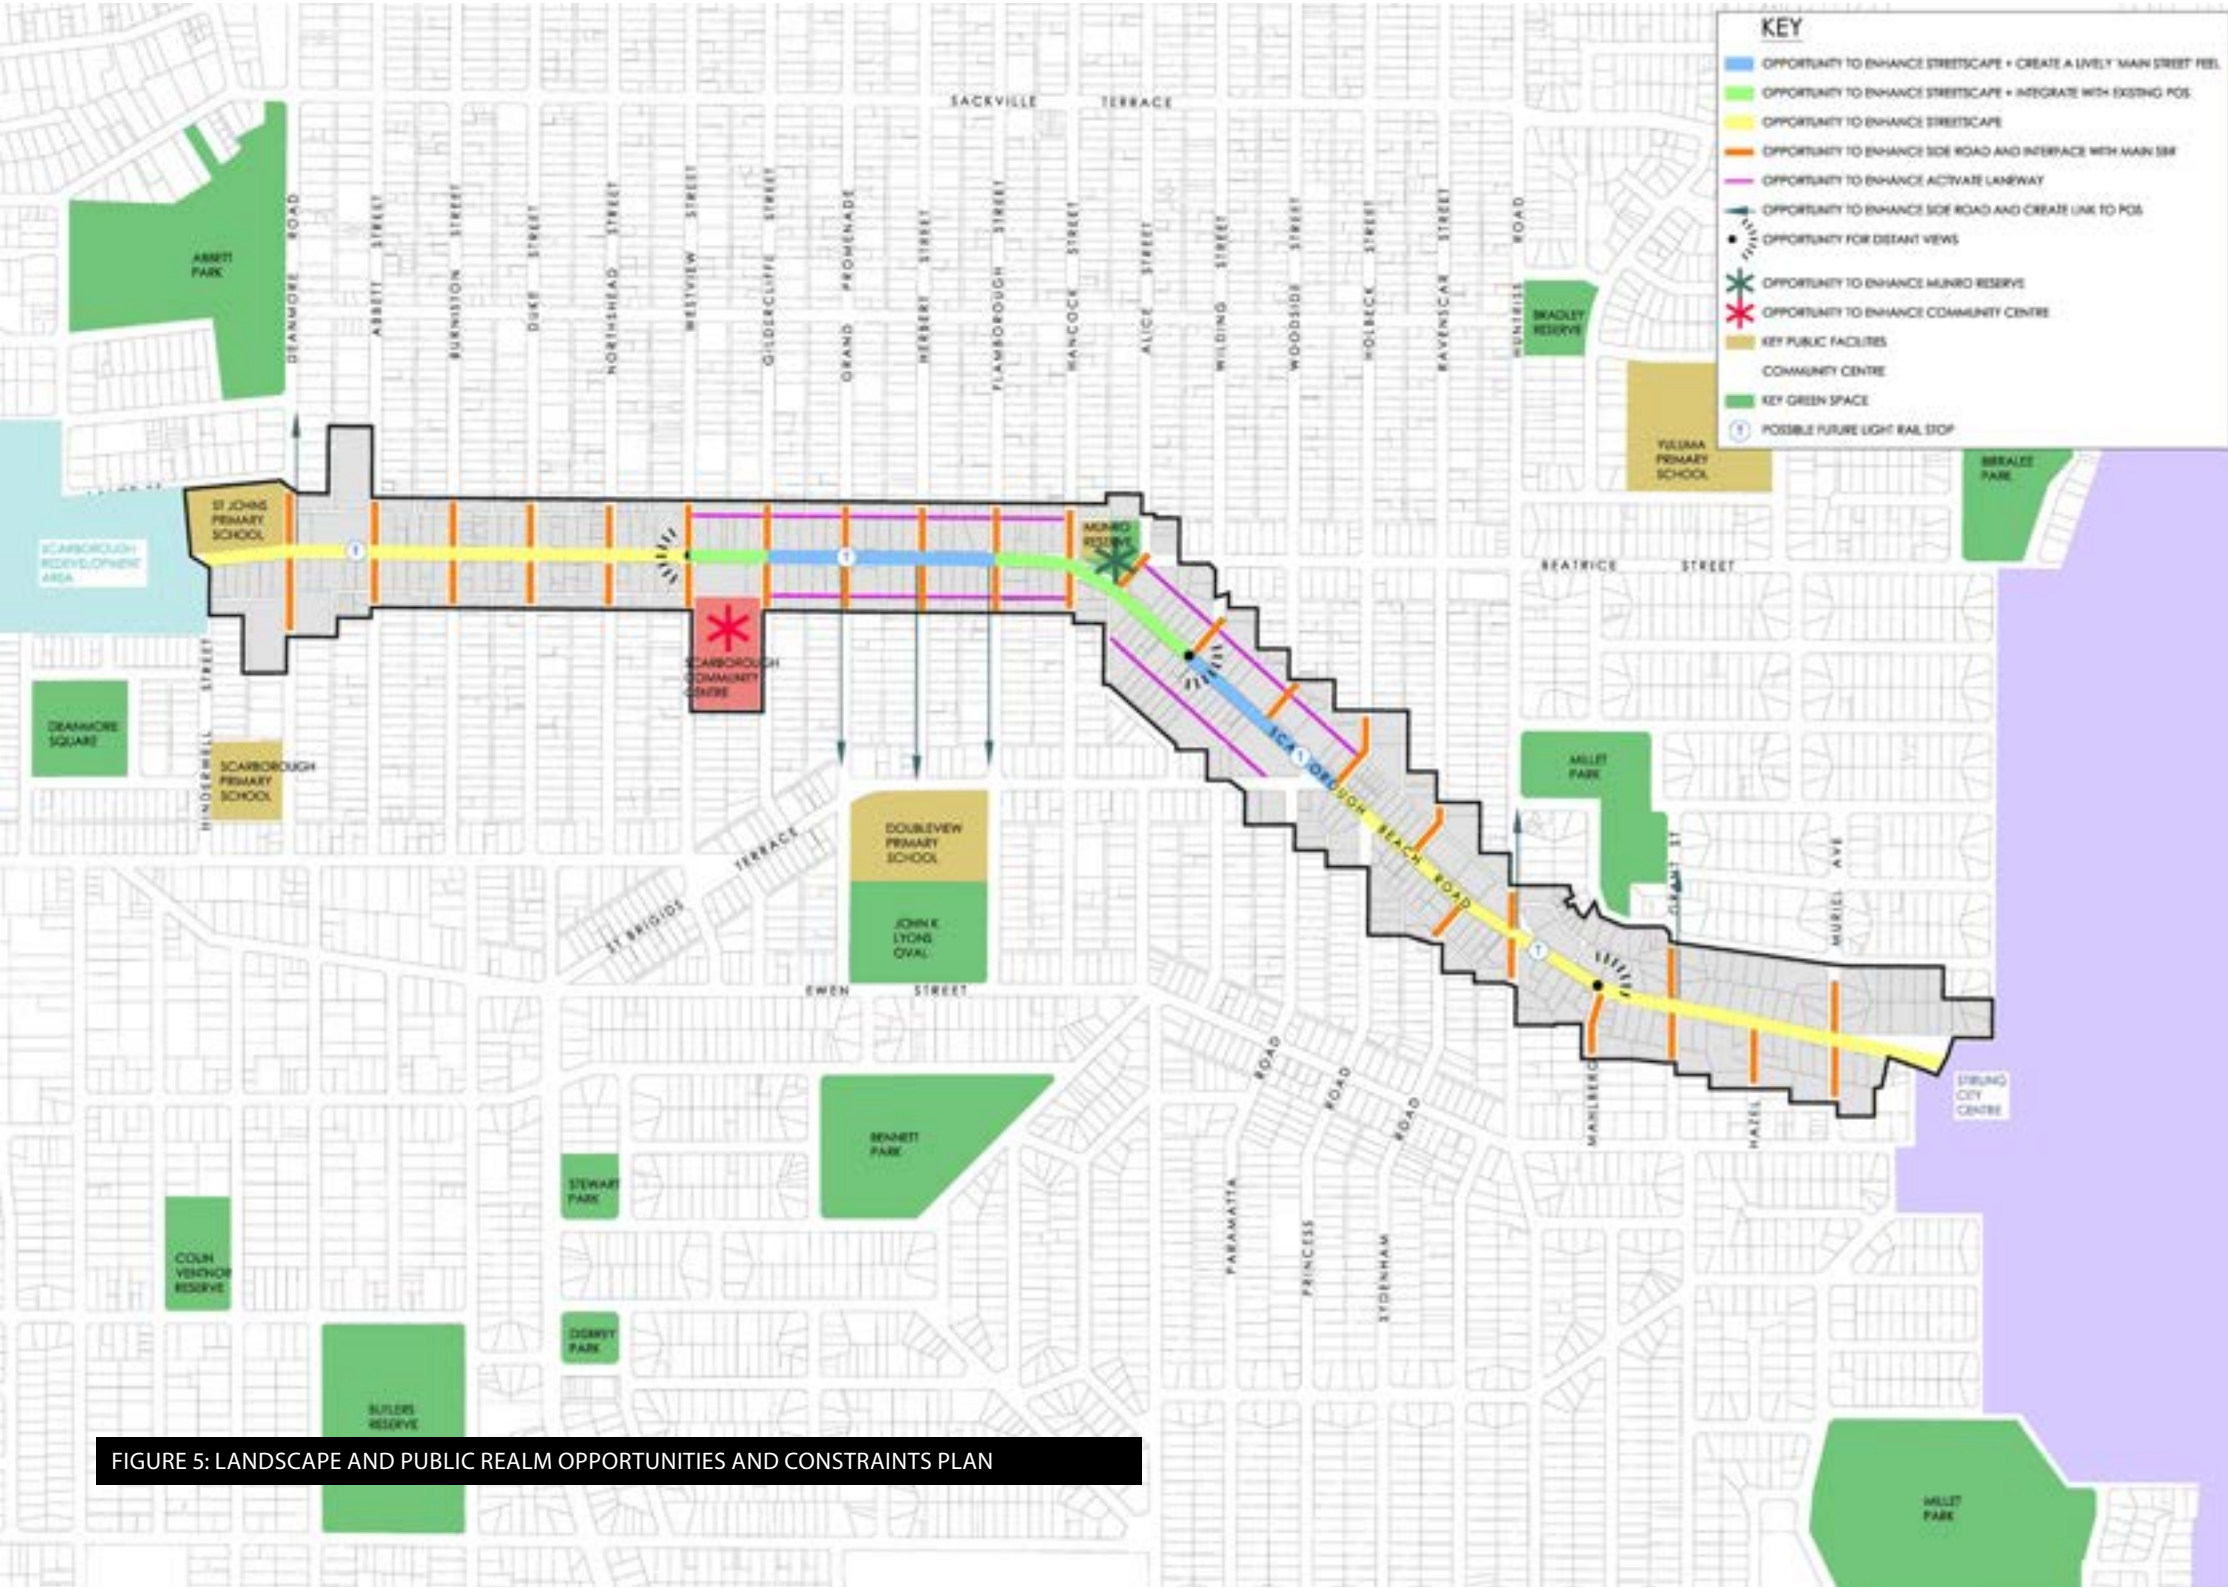 KEY
OPPORTUNITY TO ENHANCE STREETSCAPE + CREATE A LIVELY 'MAIN STREET' FEEL
OPPORTUNITY TO ENHANCE STREETSCAPE + INTEGRATE WITH EXISTING POS
OPPORTUNITY TO ENHANCE STREETSCAPE
OPPORTUNITY TO ENHANCE SIDE ROAD AND INTERFACE WITH MAIN SBR
OPPORTUNITY TO ENHANCE ACTIVATE LANEWAY
OPPORTUNITY TO ENHANCE SIDE ROAD AND CREATE LINK TO POS
OPPORTUNITY FOR DISTANT VIEWS
OPPORTUNITY TO ENHANCE MUNRO RESERVE
OPPORTUNITY TO ENHANCE COMMUNITY CENTRE
KEY PUBLIC FACILITIES
COMMUNITY CENTRE
KEY GREEN SPACE
POSSIBLE FUTURE LIGHT RAIL STOP
SACKVILLE TERRACE
DEANMORE ROAD
ABBETT STREET
BURNISTON STREET
DUKE STREET
NORTHSHEAD STREET
WESTVIEW STREET
GILDERCLIFFE STREET
GRAND PROMENADE
HERBERT STREET
FLAMBOROUGH STREET
HANCOCK STREET
ALICE STREET
WILDING STREET
WOODSIDE STREET
HOLBECK STREET
RAVENSCAR STREET
HUNTRISS ROAD
ABBETT
PARK
BRADLEY
RESERVE
YULUMA
PRIMARY
SCHOOL
BIRRALEE
PARK
ST JOHNS
PRIMARY
SCHOOL
SCARBOROUGH
REDEVELOPMENT
AREA
MUNRO
RESERVE
BEATRICE STREET
SCARBOROUGH
COMMUNITY
CENTRE
HINDERWELL STREET
DEANMORE
SQUARE
SCARBOROUGH
PRIMARY
SCHOOL
SCARBOROUGH BEACH ROAD
MILLET
PARK
DOUBLEVIEW
PRIMARY
SCHOOL
ST BRIGIDS TERRACE
JOHN K
LYONS
OVAL
EWEN STREET
GRANT ST
MURIEL AVE
PARAMATTA ROAD
PRINCESS ROAD
SYDENHAM ROAD
MAHLBERG
HAZEL
STIRLING
CITY
CENTRE
BENNETT
PARK
STEWART
PARK
COLIN
VENTNOR
RESERVE
PARK
BUTLERS
RESERVE
MILLET
PARK
FIGURE 5: LANDSCAPE AND PUBLIC REALM OPPORTUNITIES AND CONSTRAINTS PLAN